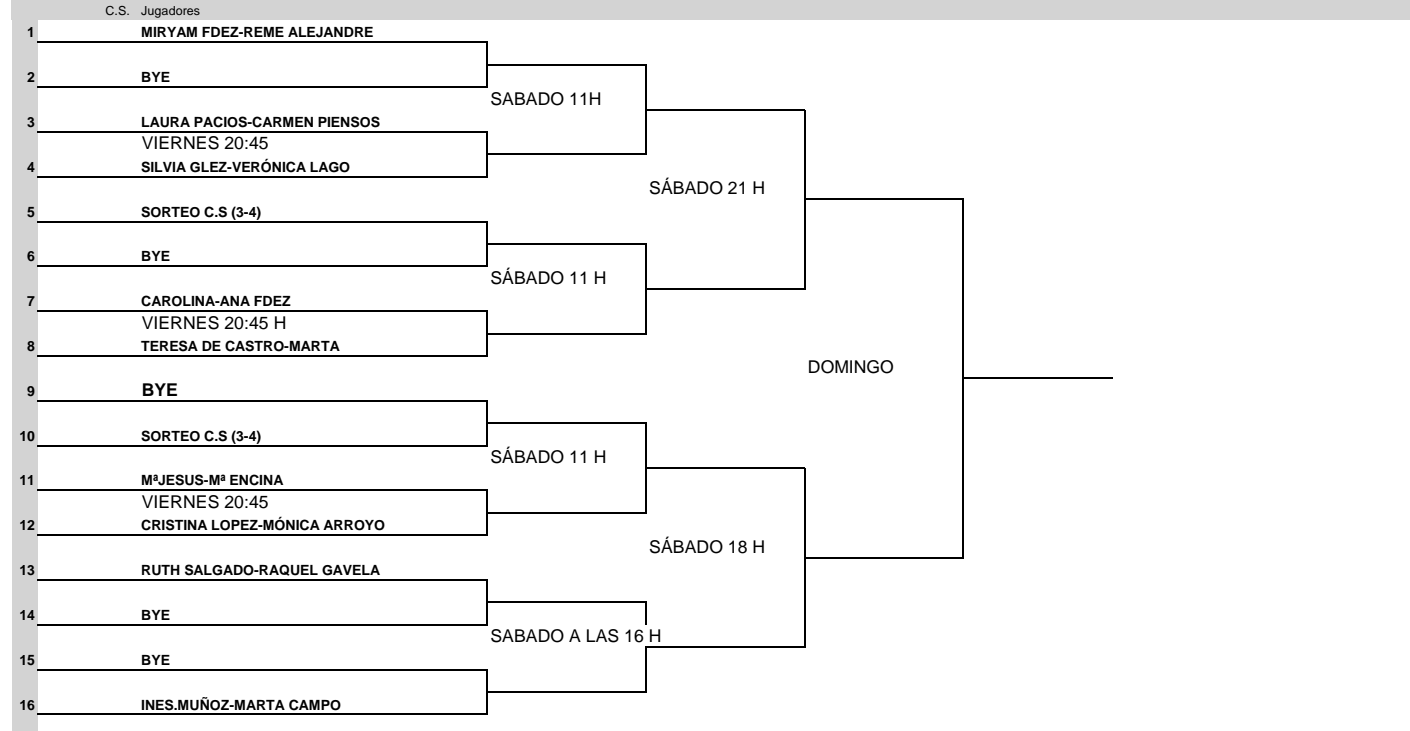 C.S. Jugadores
1 MIRYAM FDEZ-REME ALEJANDRE
2 BYE
SABADO 11H
3 LAURA PACIOS-CARMEN PIENSOS
VIERNES 20:45
4 SILVIA GLEZ-VERÓNICA LAGO
SÁBADO 21 H
5 SORTEO C.S (3-4)
6 BYE
SÁBADO 11 H
7 CAROLINA-ANA FDEZ
VIERNES 20:45 H
8 TERESA DE CASTRO-MARTA
DOMINGO
9 BYE
10 SORTEO C.S (3-4)
SÁBADO 11 H
11 MªJESUS-Mª ENCINA
VIERNES 20:45
12 CRISTINA LOPEZ-MÓNICA ARROYO
SÁBADO 18 H
13 RUTH SALGADO-RAQUEL GAVELA
14 BYE
SABADO A LAS 16 H
15 BYE
16 INES.MUÑOZ-MARTA CAMPO